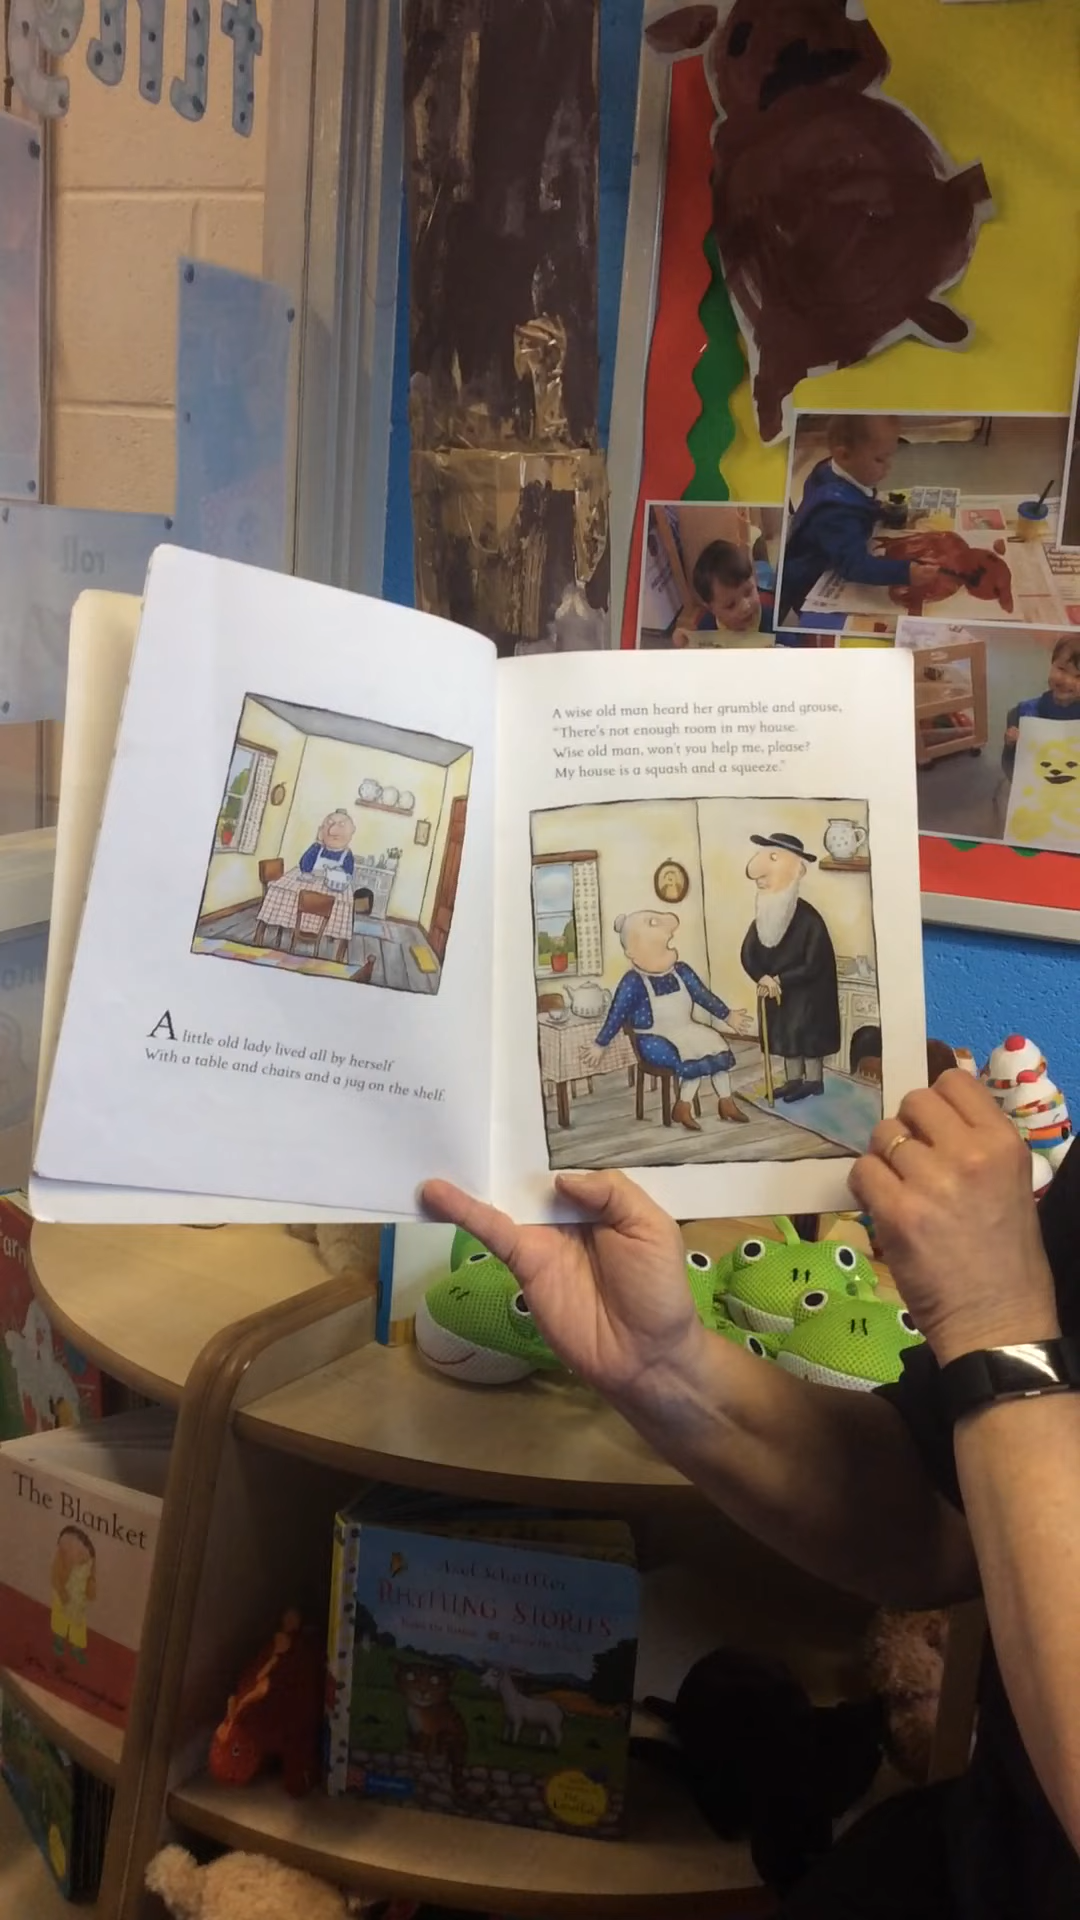 A little old lady lived all by herself
With a table and chairs and a jug on the shelf.
A wise old man heard her grumble and grouse,
"There's not enough room in my house.
Wise old man, won't you help me, please?
My house is a squash and a squeeze."
roll
The Blanket
Axel Scheffler
RHYMING STORIES